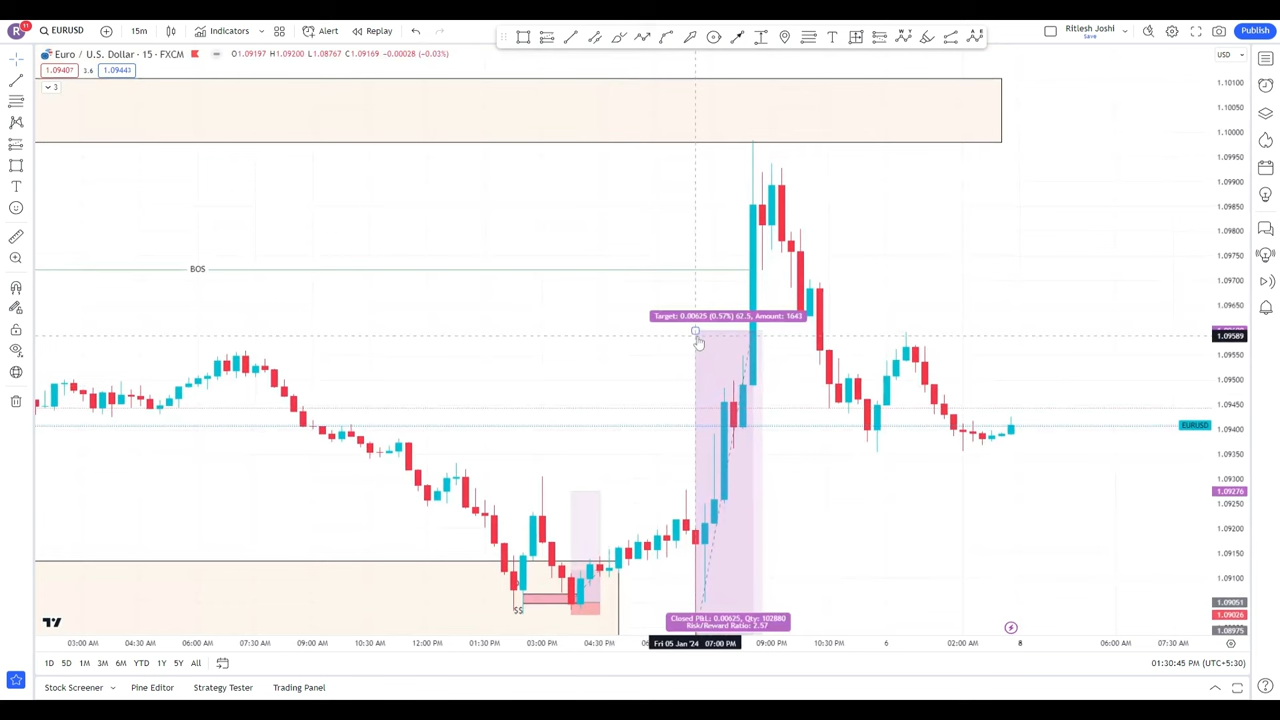 R 11 EURUSD 15m Indicators Alert Replay Ritesh Joshi Save Publish
Euro / U.S. Dollar · 15 · FXCM O1.09197 H1.09200 L1.08767 C1.09169 -0.00028 (-0.03%) USD
1.09407 3.6 1.09443
3
1.10100
1.10050
1.10000
1.09950
1.09900
1.09850
1.09800
1.09750
BOS
1.09700
1.09650
Target: 0.00625 (0.57%) 62.5, Amount: 1643
1.09589
1.09550
1.09500
1.09450
EURUSD
1.09400
1.09350
1.09300
1.09276
1.09250
1.09200
1.09150
1.09100
1.09051
$$
1.09026
Closed P&L: 0.00625, Qty: 102880
Risk/Reward Ratio: 2.57
1.08975
03:00 AM 04:30 AM 06:00 AM 07:30 AM 09:00 AM 10:30 AM 12:00 PM 01:30 PM 03:00 PM 04:30 PM Fri 05 Jan '24 07:00 PM 09:00 PM 10:30 PM 6 02:00 AM 8 06:00 AM 07:30 AM
1D 5D 1M 3M 6M YTD 1Y 5Y All 01:30:45 PM (UTC+5:30)
Stock Screener Pine Editor Strategy Tester Trading Panel